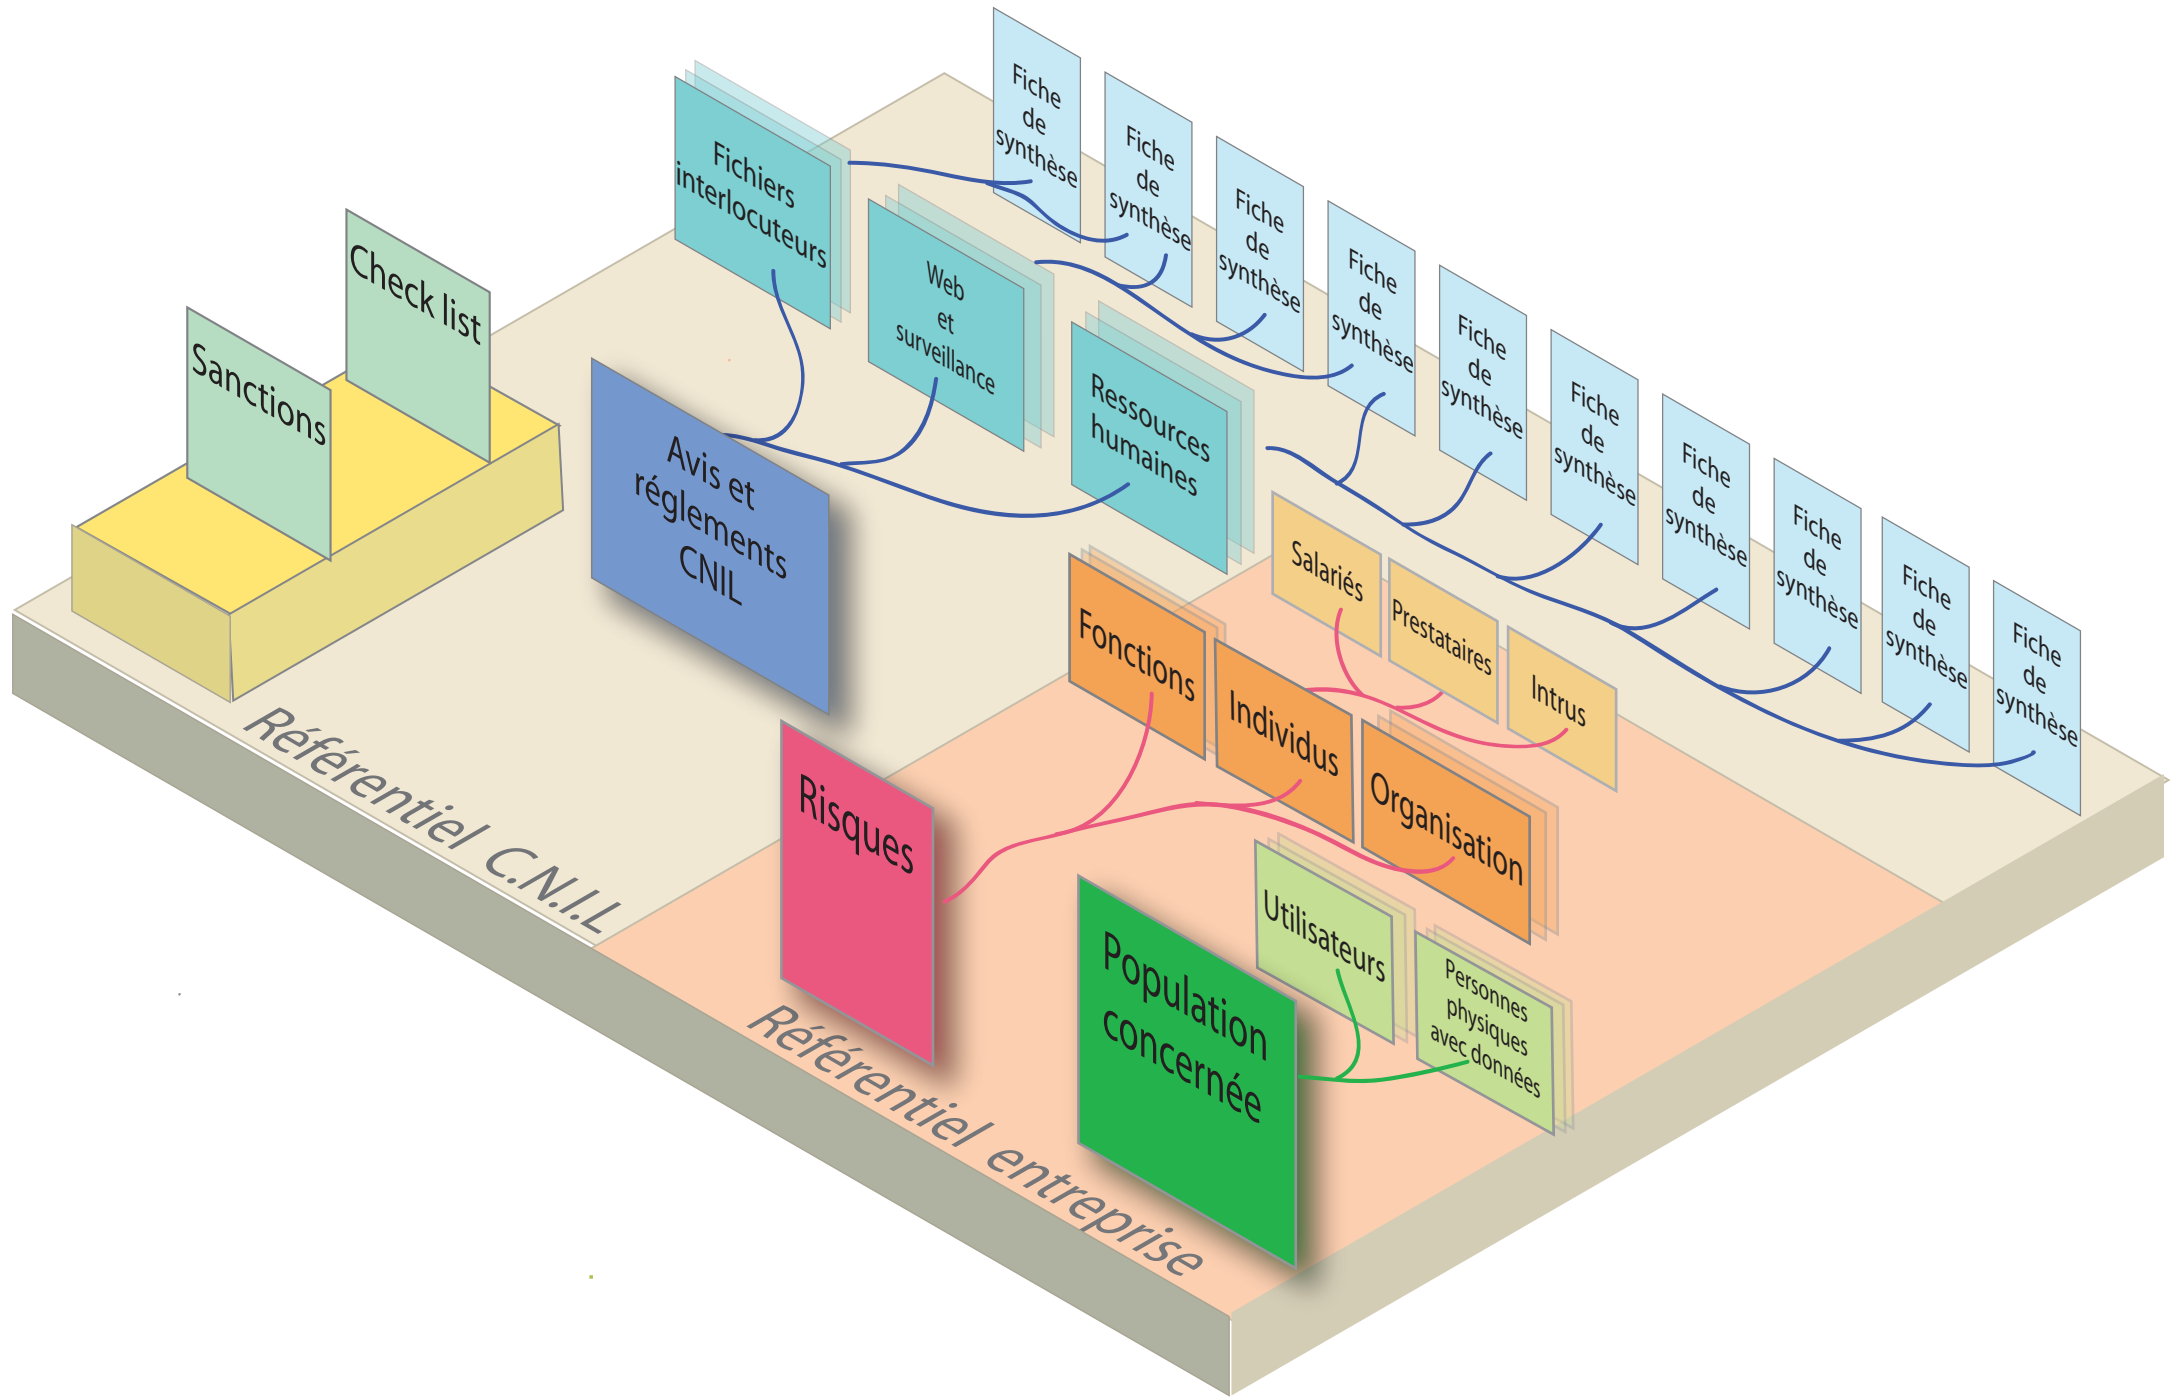 Fiche
de
synthèse
Fiche
de
synthèse
Fiche
de
synthèse
Fiche
de
synthèse
Fiche
de
synthèse
Fiche
de
synthèse
Fiche
de
synthèse
Fiche
de
synthèse
Fiche
de
synthèse
Fiche
de
synthèse
Fichiers
interlocuteurs
Web
et
surveillance
Ressources
humaines
Check list
Sanctions
Avis et
réglements
CNIL
Salariés
Prestataires
Intrus
Fonctions
Individus
Organisation
Risques
Utilisateurs
Personnes
physiques
avec données
Population
concernée
Référentiel C.N.I.L
Référentiel entreprise